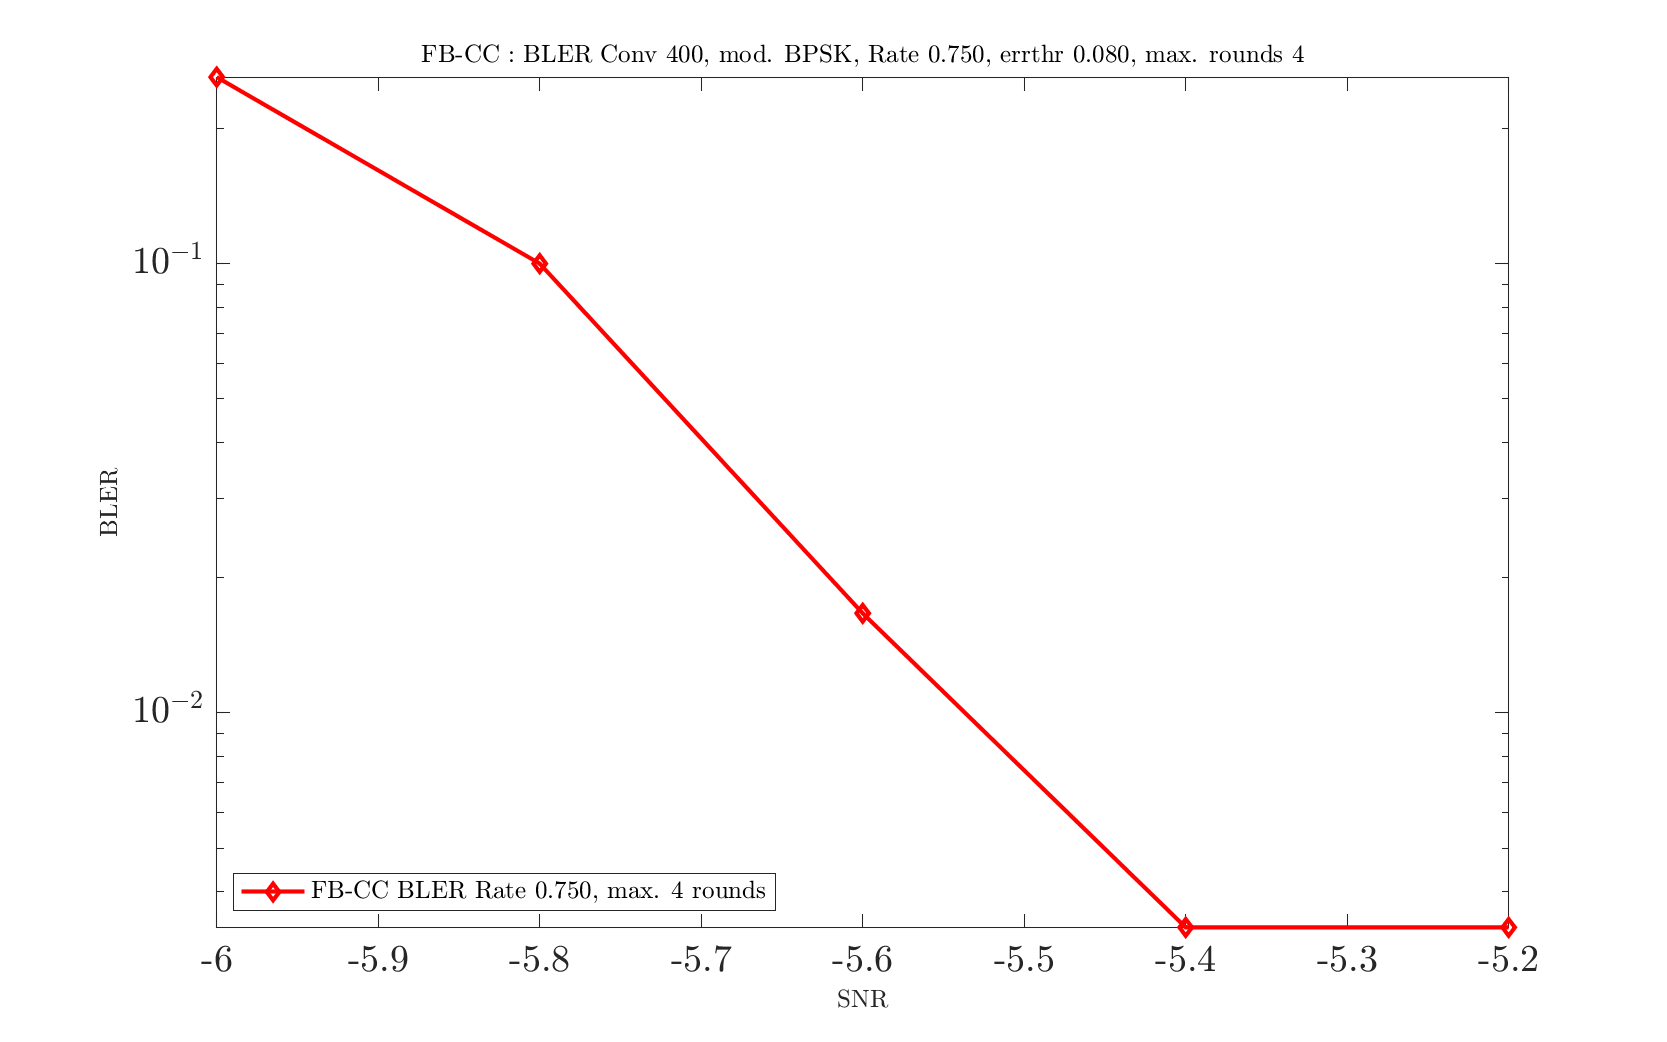 FB-CC : BLER Conv 400, mod. BPSK, Rate 0.750, errthr 0.080, max. rounds 4
10⁻¹
BLER
10⁻²
FB-CC BLER Rate 0.750, max. 4 rounds
-6 -5.9 -5.8 -5.7 -5.6 -5.5 -5.4 -5.3 -5.2
SNR